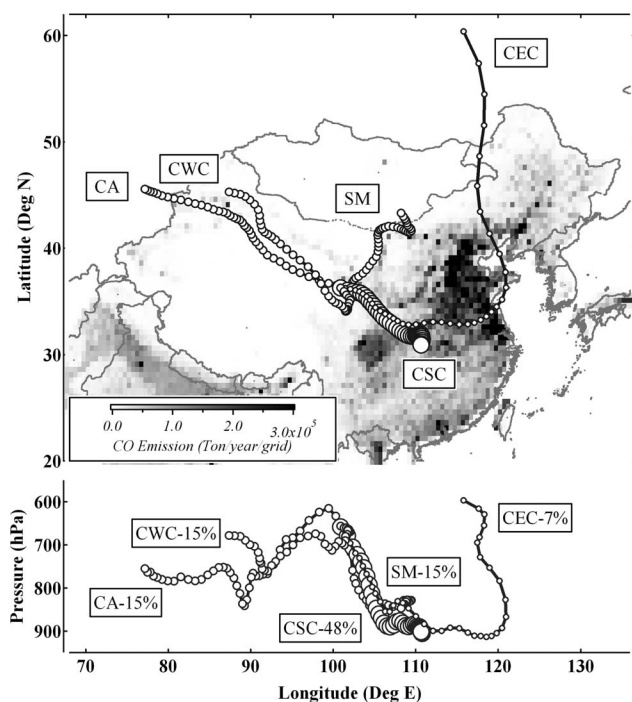 CEC
60
50
40
30
20
Latitude (Deg N)
CWC
CA
SM
CSC
0.0 1.0 2.0 3.0x10^5
CO Emission (Ton/year/grid)
600
700
800
900
Pressure (hPa)
CEC-7%
CWC-15%
SM-15%
CA-15%
CSC-48%
70 80 90 100 110 120 130
Longitude (Deg E)